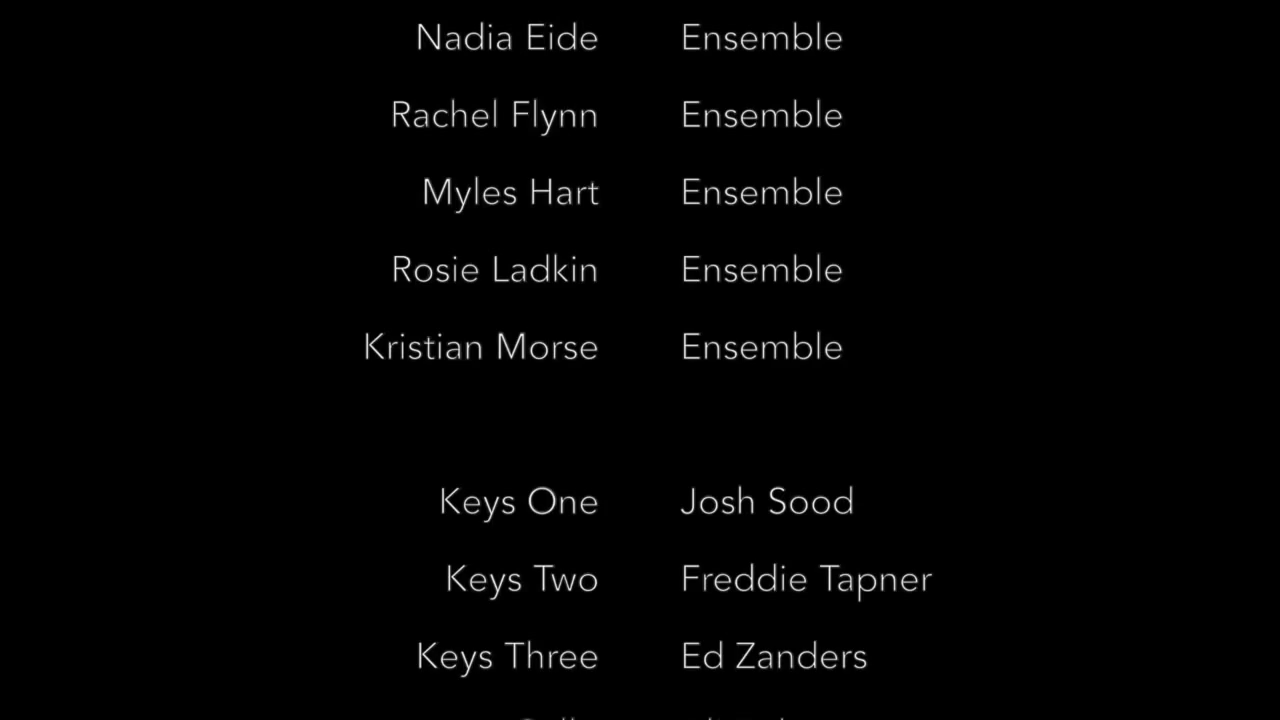 Nadia Eide Ensemble
Rachel Flynn Ensemble
Myles Hart Ensemble
Rosie Ladkin Ensemble
Kristian Morse Ensemble
Keys One Josh Sood
Keys Two Freddie Tapner
Keys Three Ed Zanders